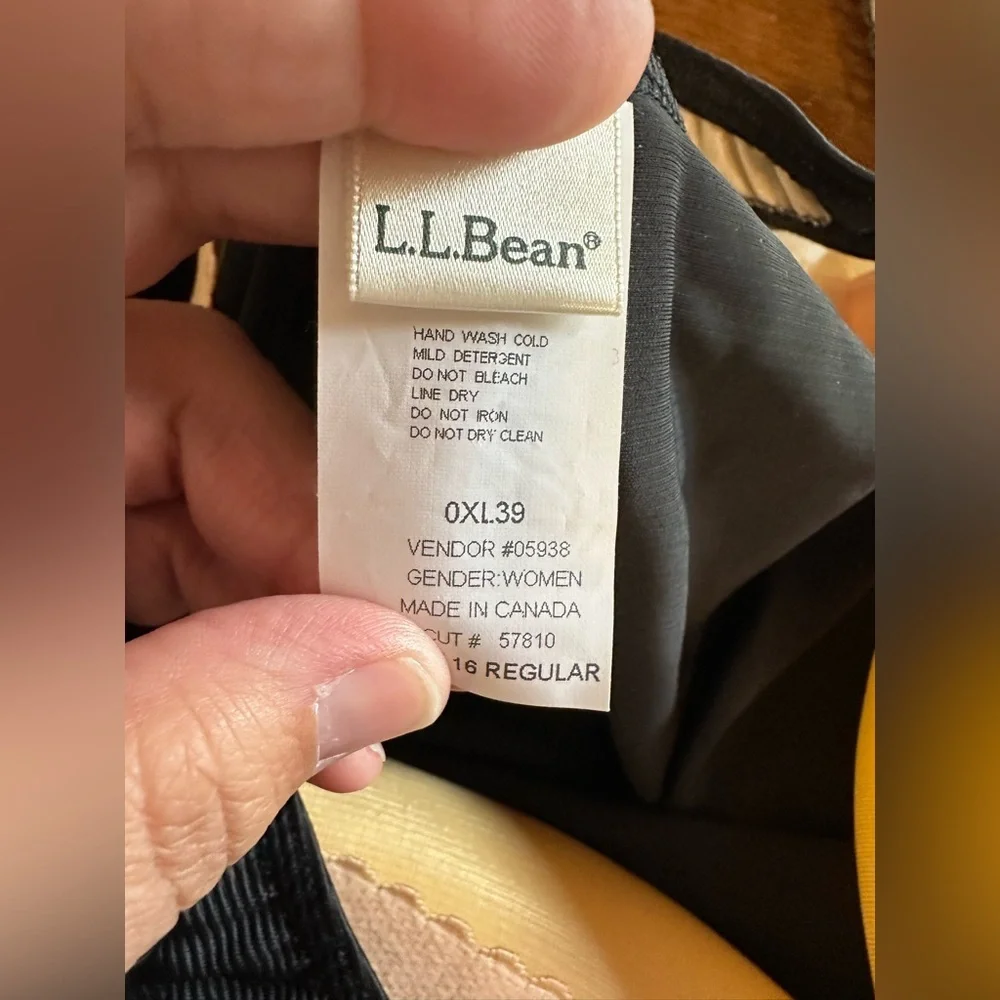 L.L.Bean®
HAND WASH COLD
MILD DETERGENT
DO NOT BLEACH
LINE DRY
DO NOT IRON
DO NOT DRY CLEAN
0XL39
VENDOR #05938
GENDER:WOMEN
MADE IN CANADA
CUT # 57810
16 REGULAR